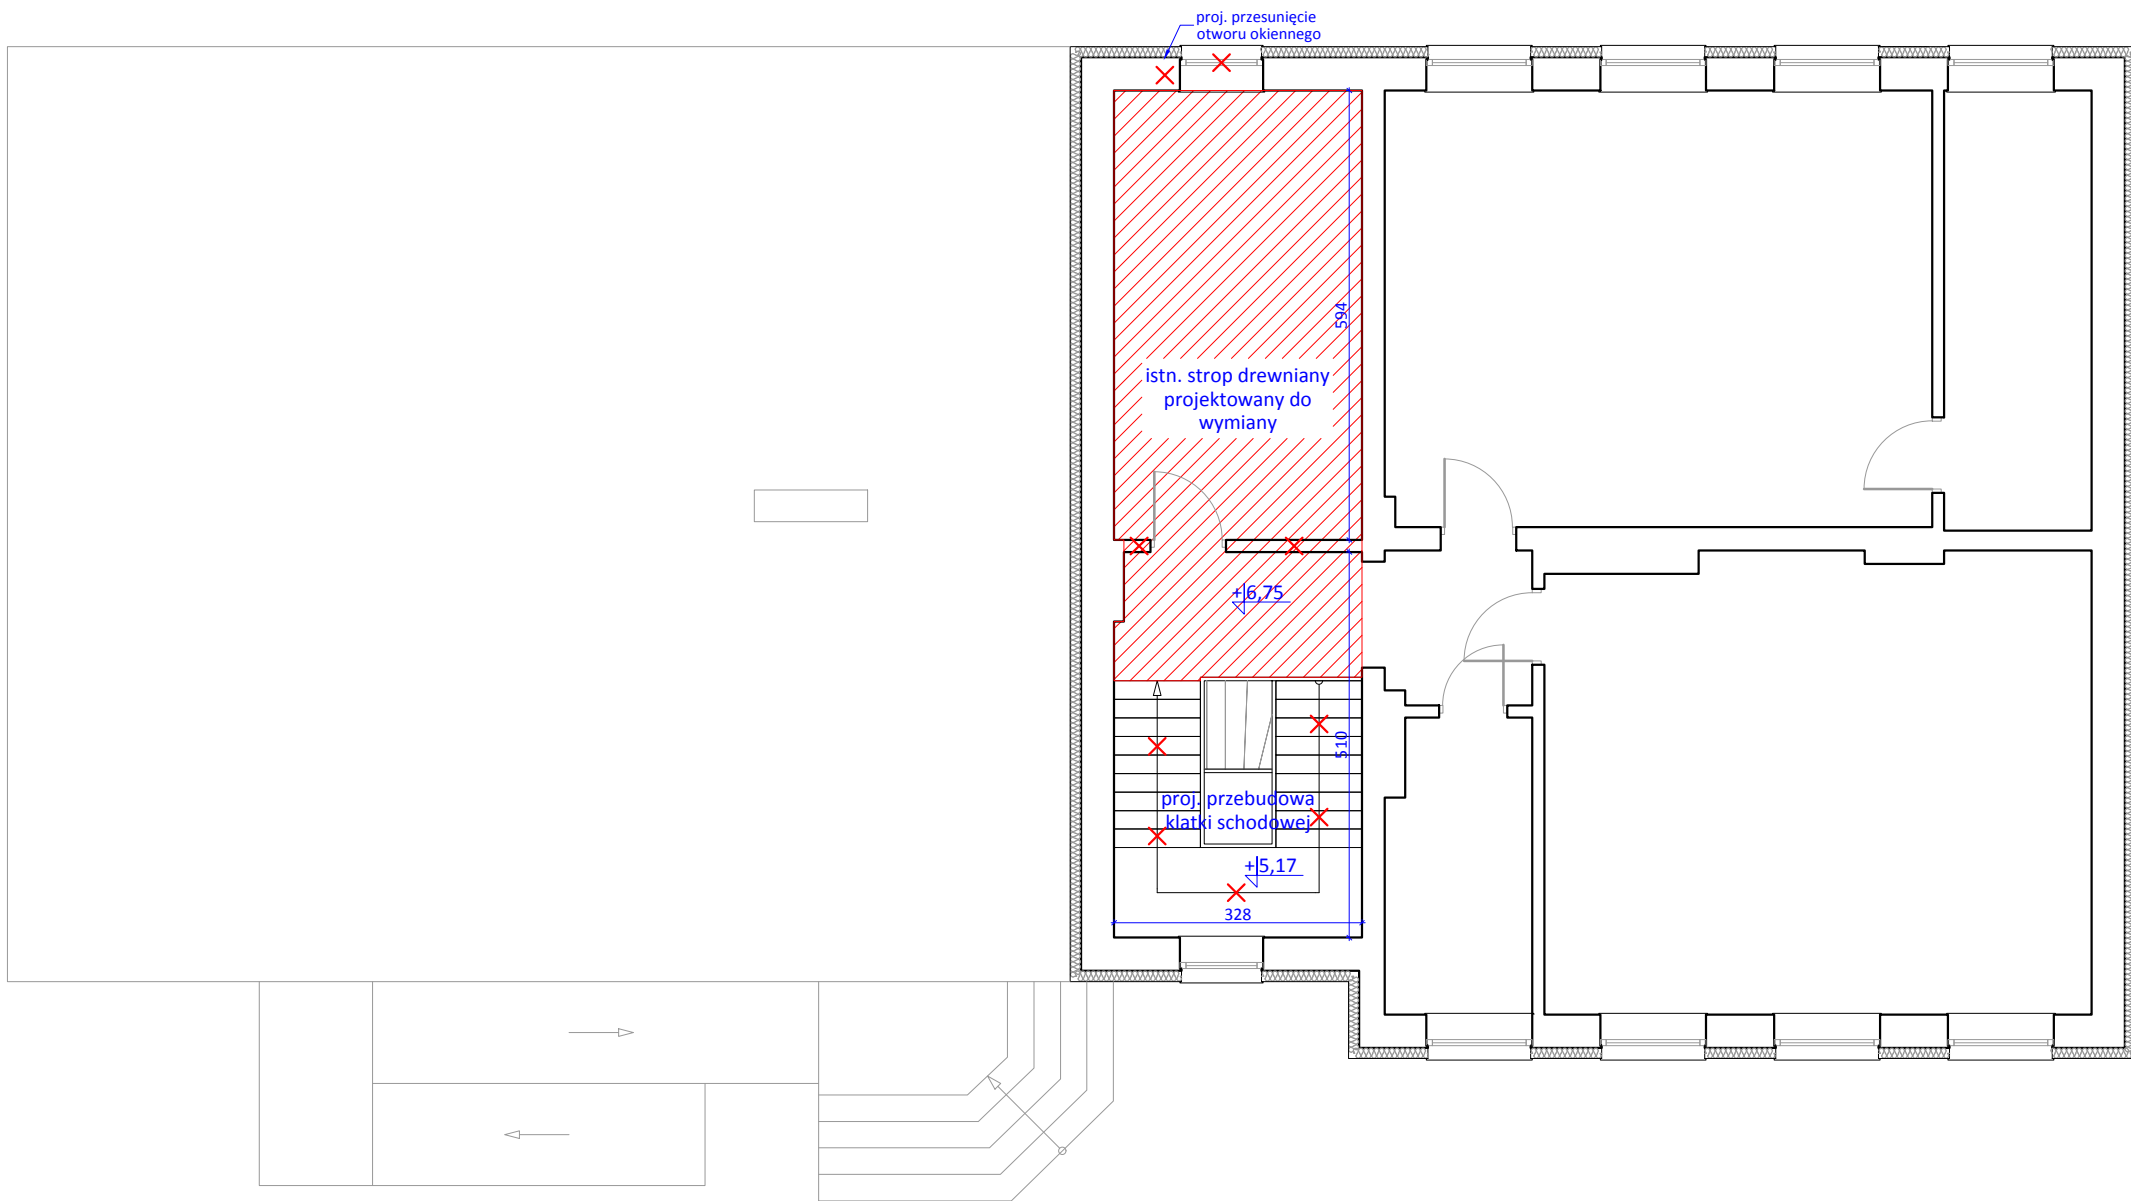 proj. przesunięcie
otworu okiennego
594
istn. strop drewniany
projektowany do
wymiany
+6,75
510
proj. przebudowa
klatki schodowej
+5,17
328